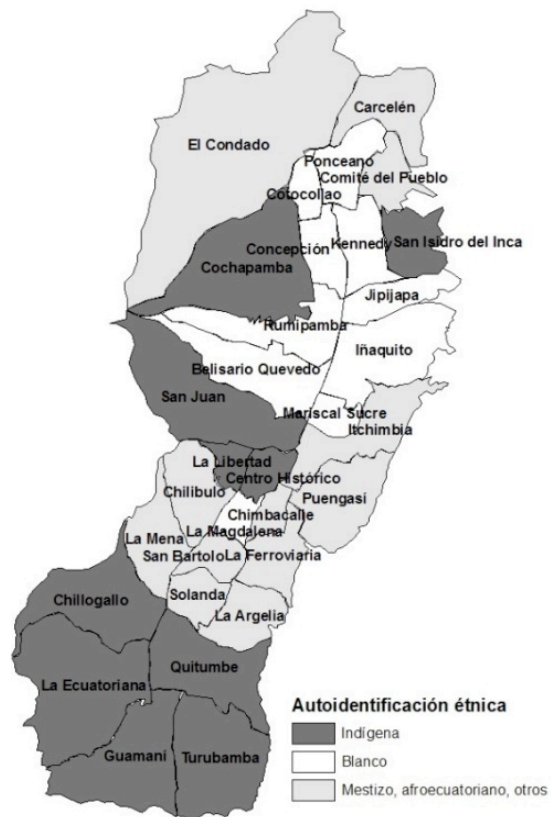 Carcelén
El Condado
Ponceano
Comité del Pueblo
Cotocollao
Concepción
Kennedy
San Isidro del Inca
Cochapamba
Jipijapa
Rumipamba
Iñaquito
Belisario Quevedo
San Juan
Mariscal Sucre
Itchimbia
La Libertad
Centro Histórico
Chilibulo
Puengasí
Chimbacalle
La Magdalena
La Mena
San Bartolo
La Ferroviaria
Chillogallo
Solanda
La Argelia
Quitumbe
La Ecuatoriana
Guamaní
Turubamba
Autoidentificación étnica
Indígena
Blanco
Mestizo, afroecuatoriano, otros